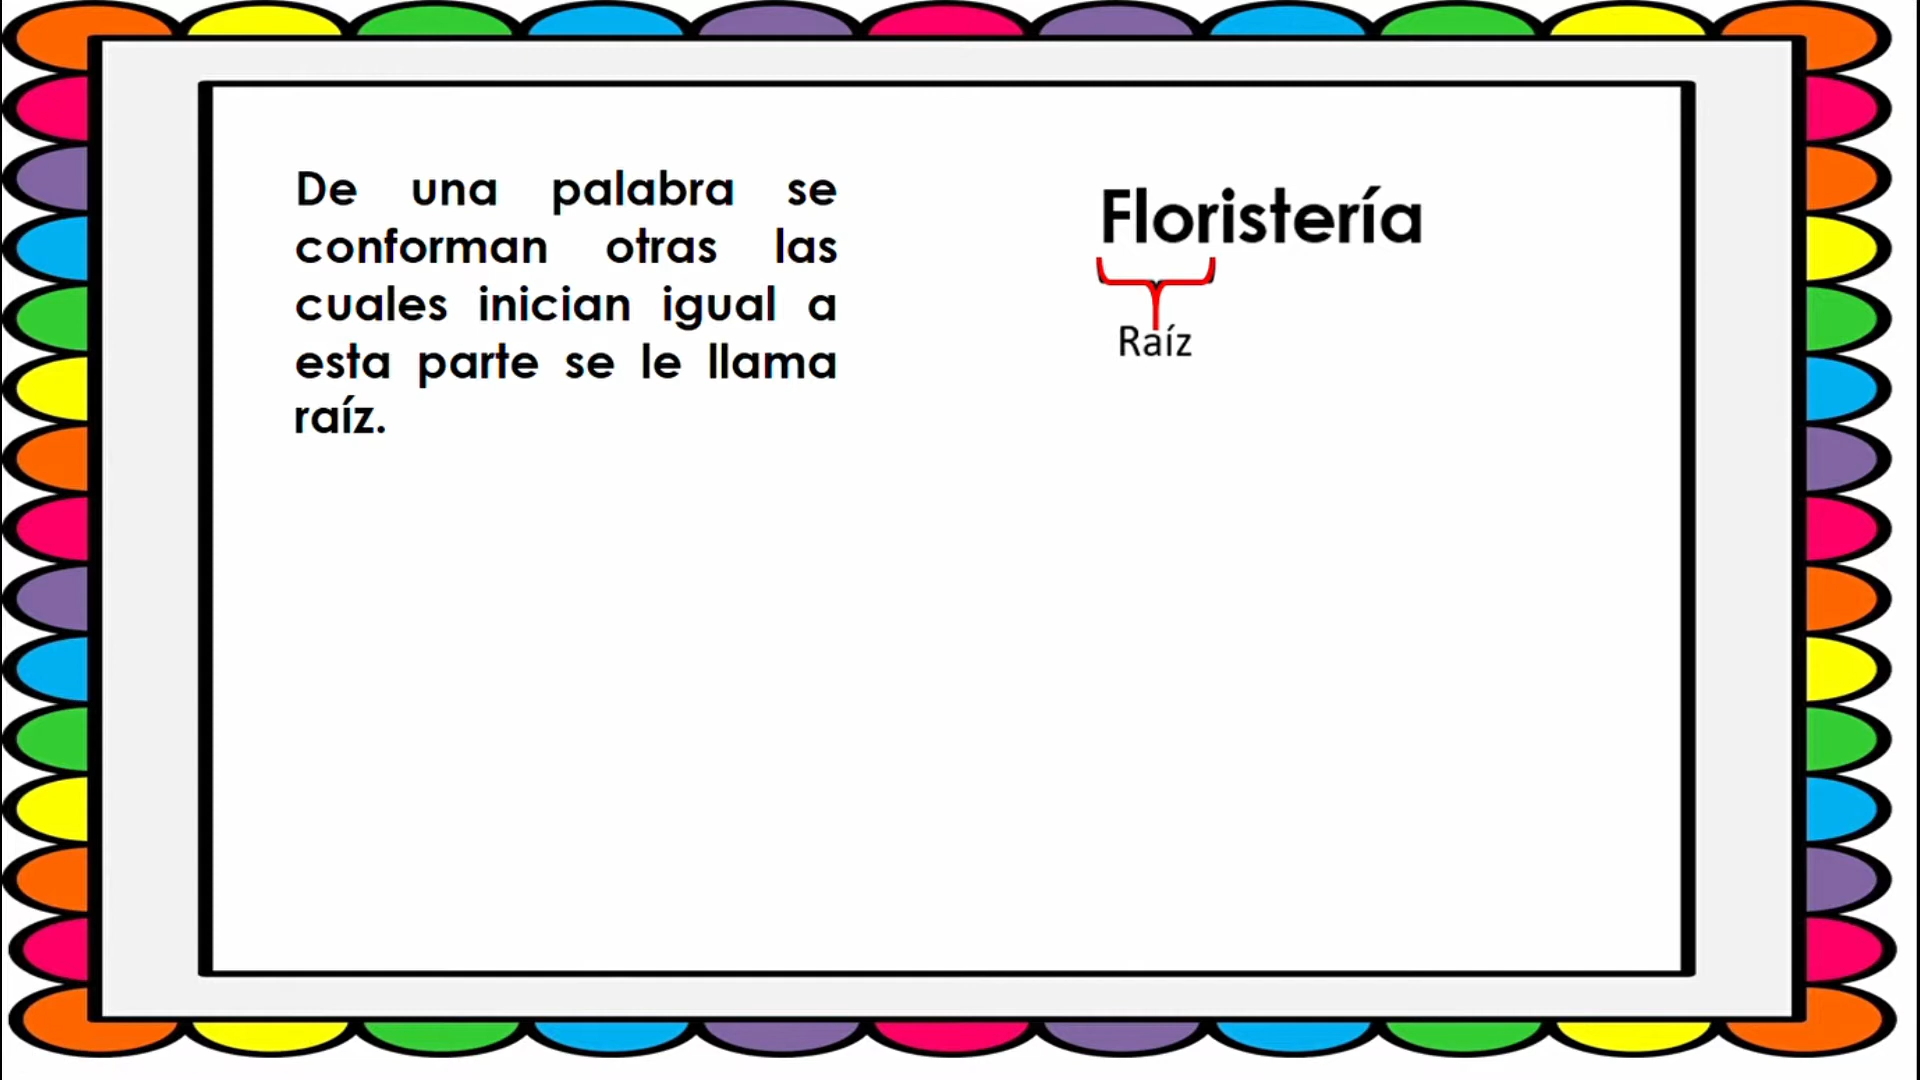 De una palabra se
conforman otras las
cuales inician igual a
esta parte se le llama
raíz.
Floristería
Raíz